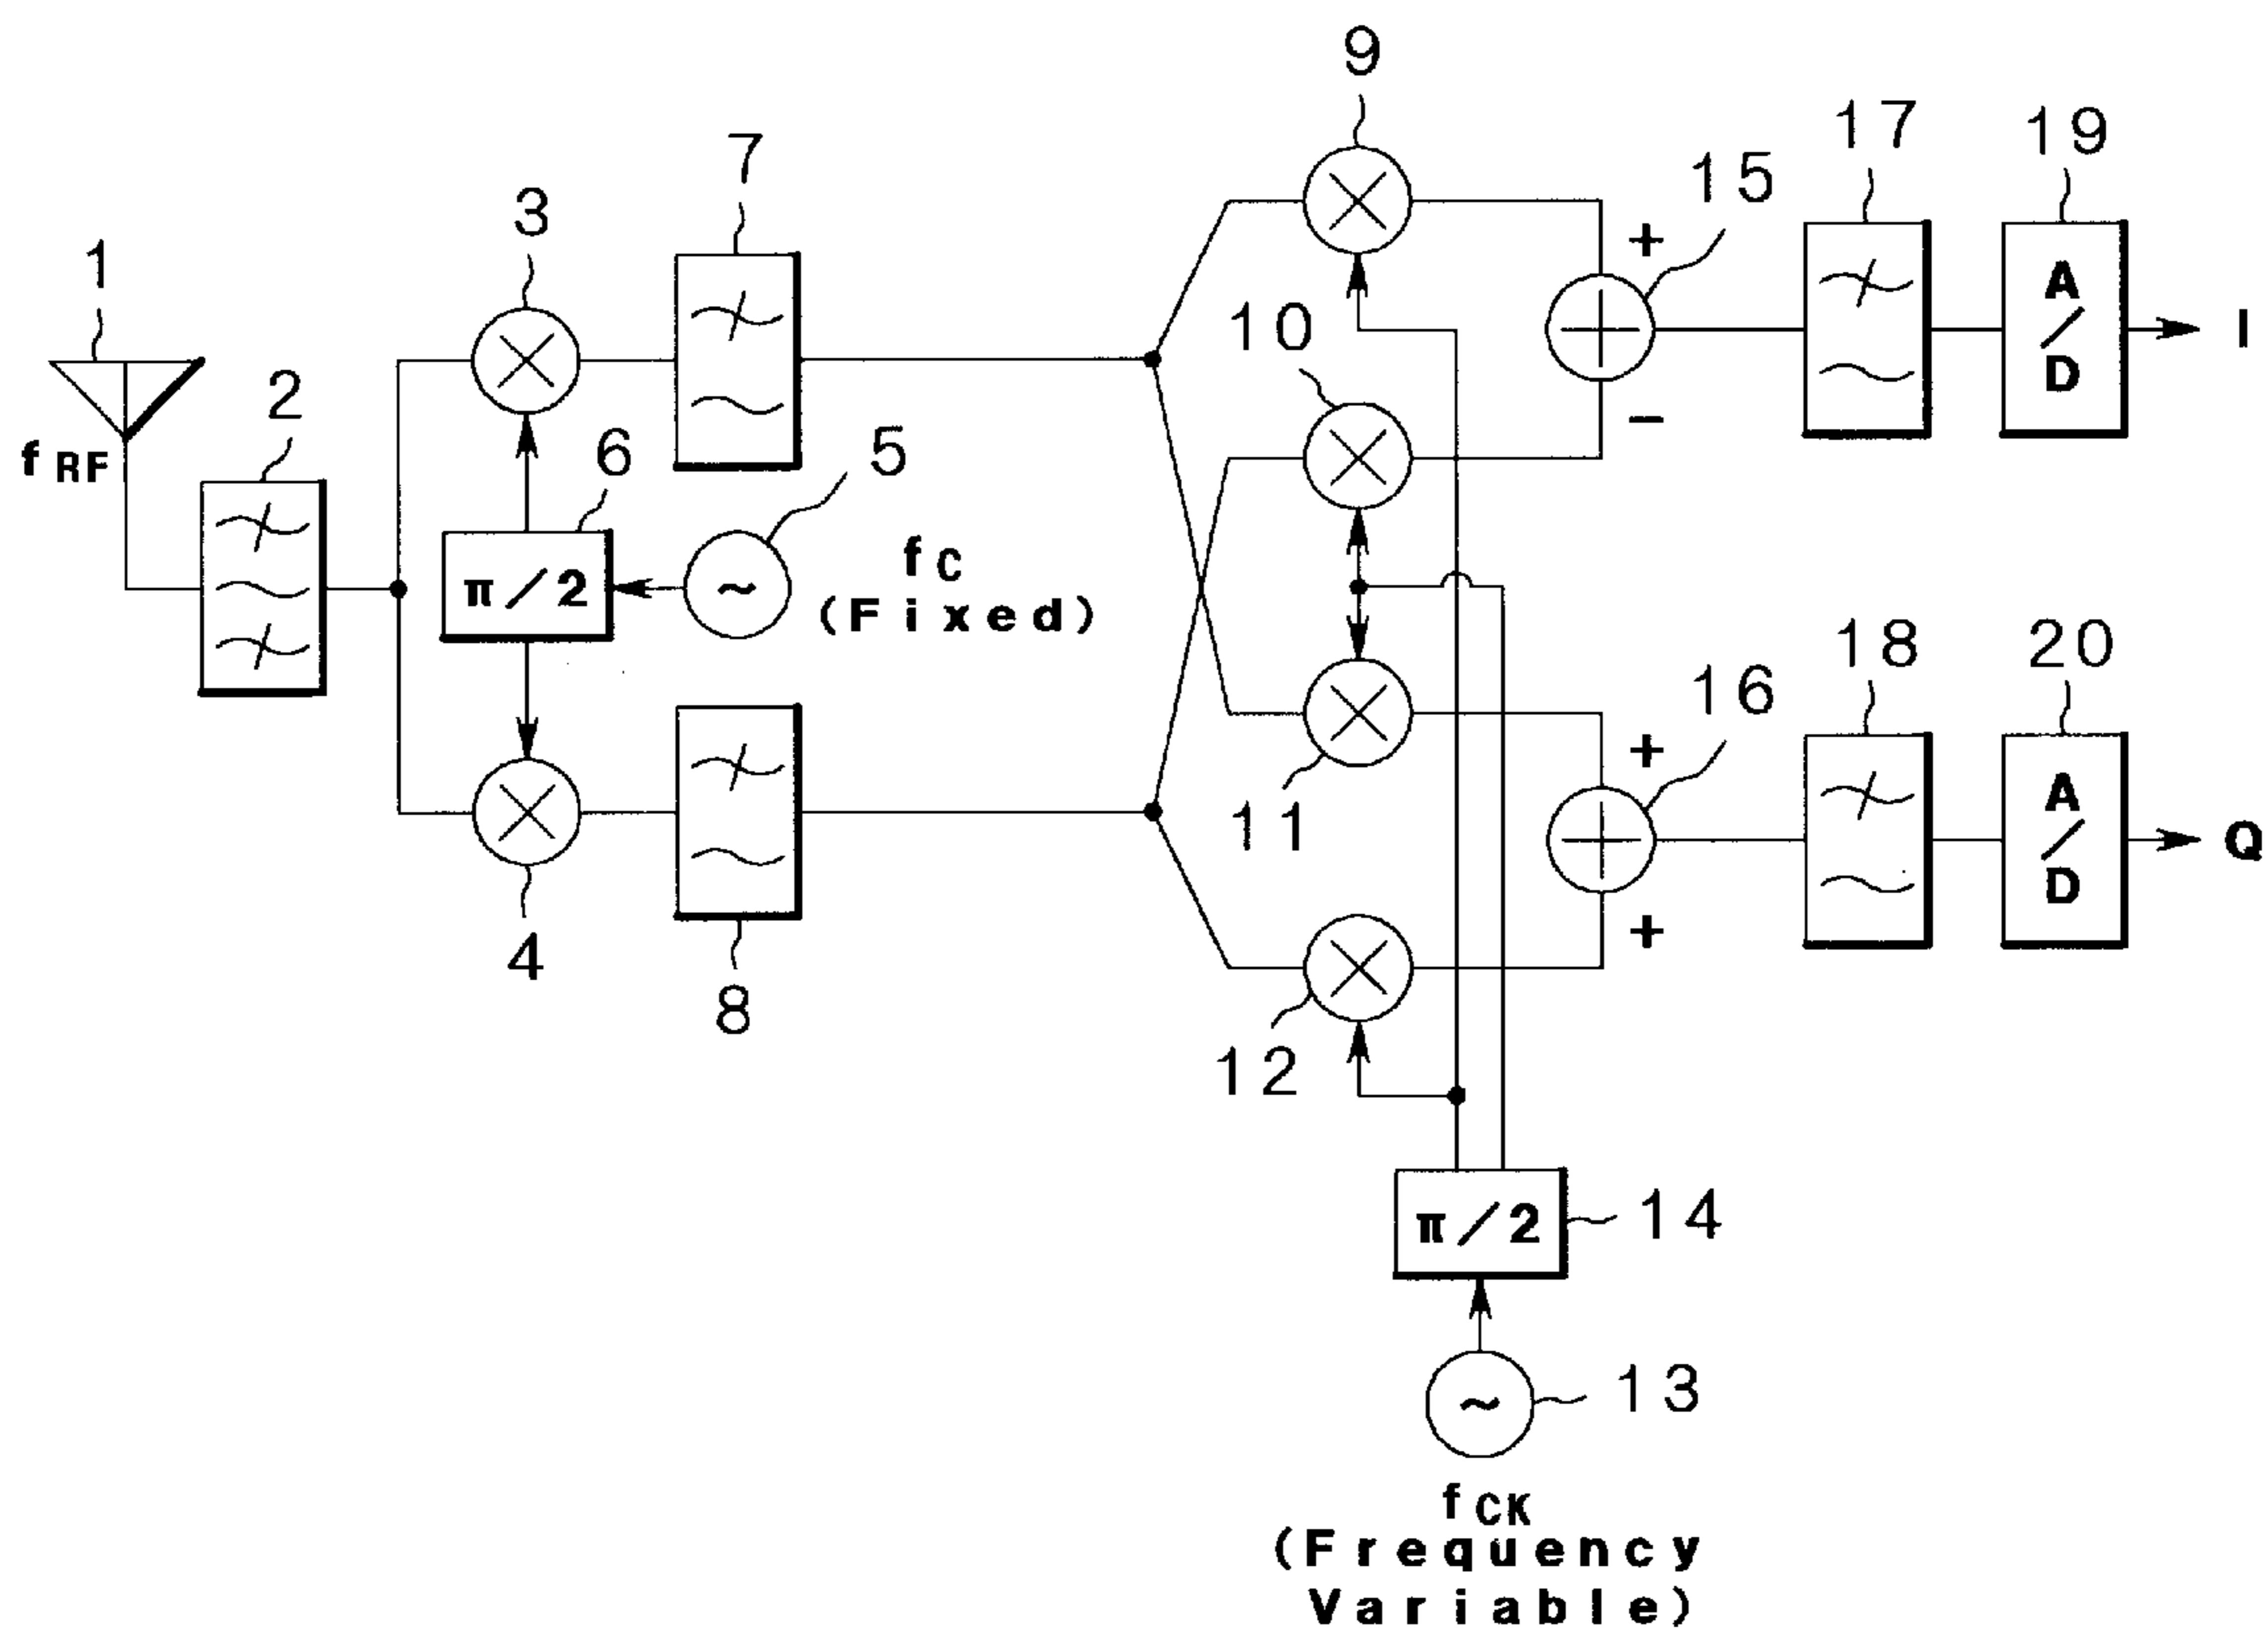 9
17
19
7
15
3
+
A
/
D
1
10
I
2
6
5
−
f RF
f C
(Fixed)
π/2
~
18
20
16
+
A
/
D
11
Q
+
4
8
12
π/2
14
~
13
f CK
(Frequency
Variable)